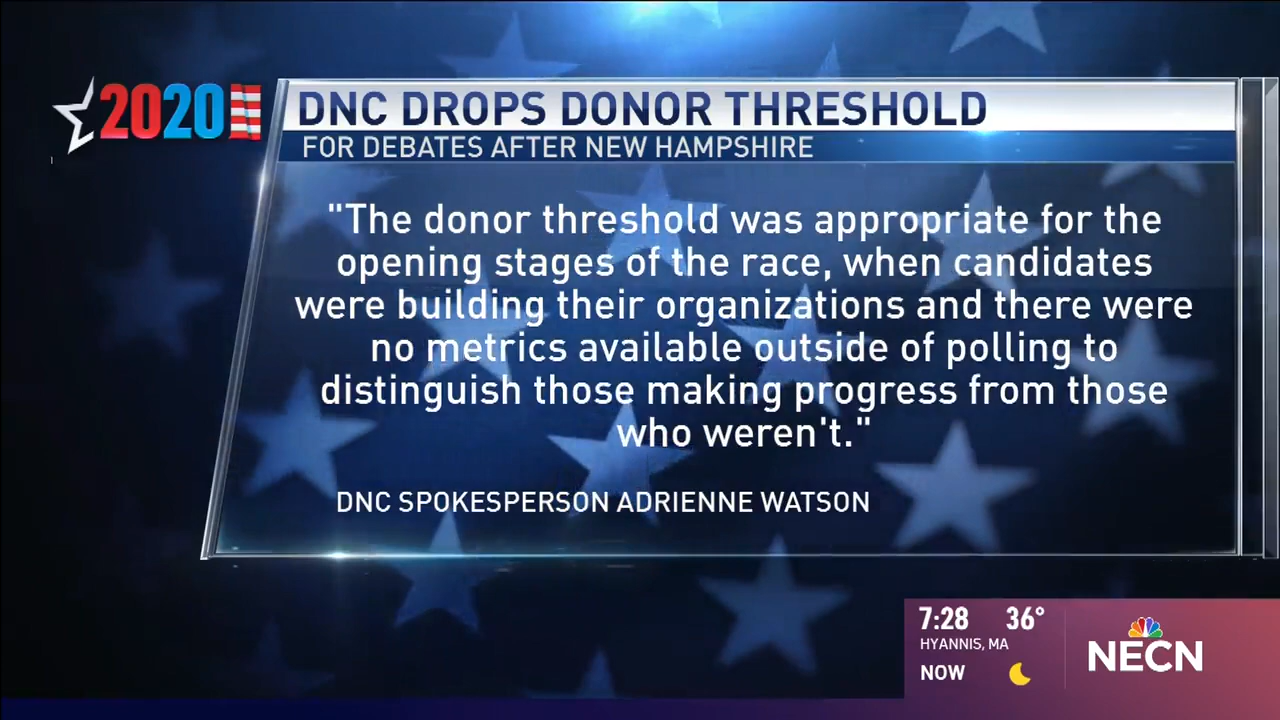 2020
DNC DROPS DONOR THRESHOLD
FOR DEBATES AFTER NEW HAMPSHIRE
"The donor threshold was appropriate for the
opening stages of the race, when candidates
were building their organizations and there were
no metrics available outside of polling to
distinguish those making progress from those
who weren't."
DNC SPOKESPERSON ADRIENNE WATSON
7:28 36°
HYANNIS, MA
NOW
NECN